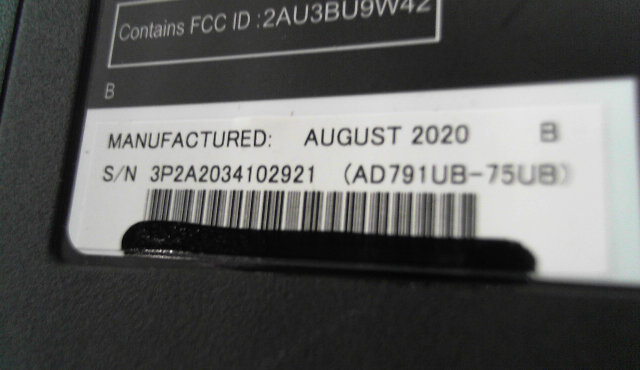 Contains FCC ID :2AU3BU9W42
B
MANUFACTURED: AUGUST 2020 B
S/N 3P2A2034102921 (AD791UB-75UB)